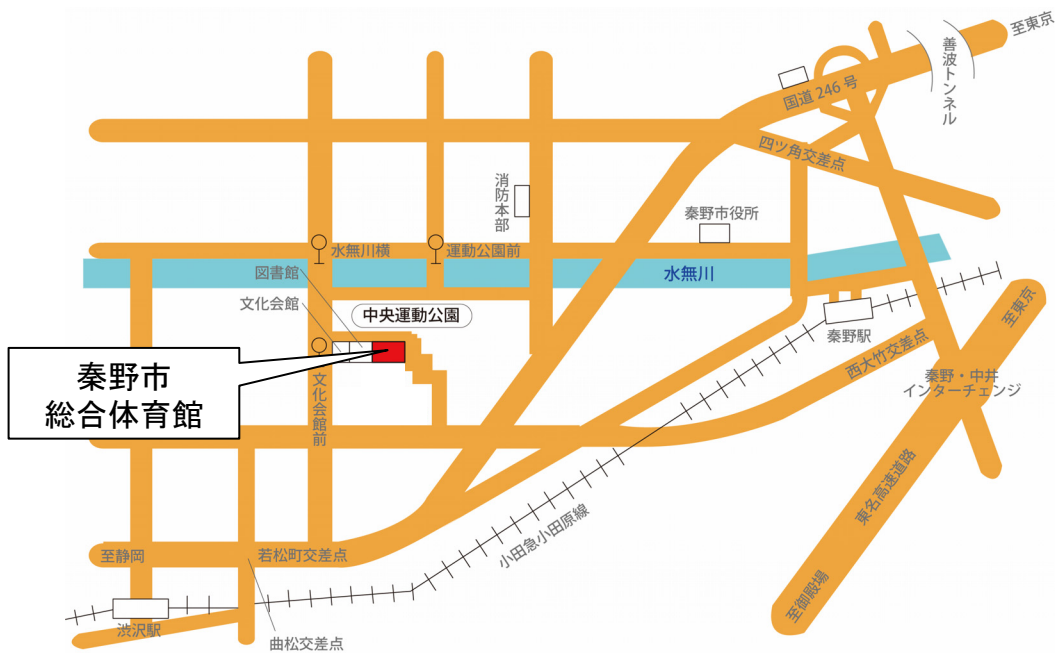 至東京
善波トンネル
国道 246 号
四ツ角交差点
消防本部
秦野市役所
水無川横
運動公園前
図書館
水無川
文化会館
中央運動公園
至東京
秦野駅
西大竹交差点
秦野市
総合体育館
文化会館前
秦野・中井
インターチェンジ
東名高速道路
小田急小田原線
至静岡
若松町交差点
至御殿場
渋沢駅
曲松交差点